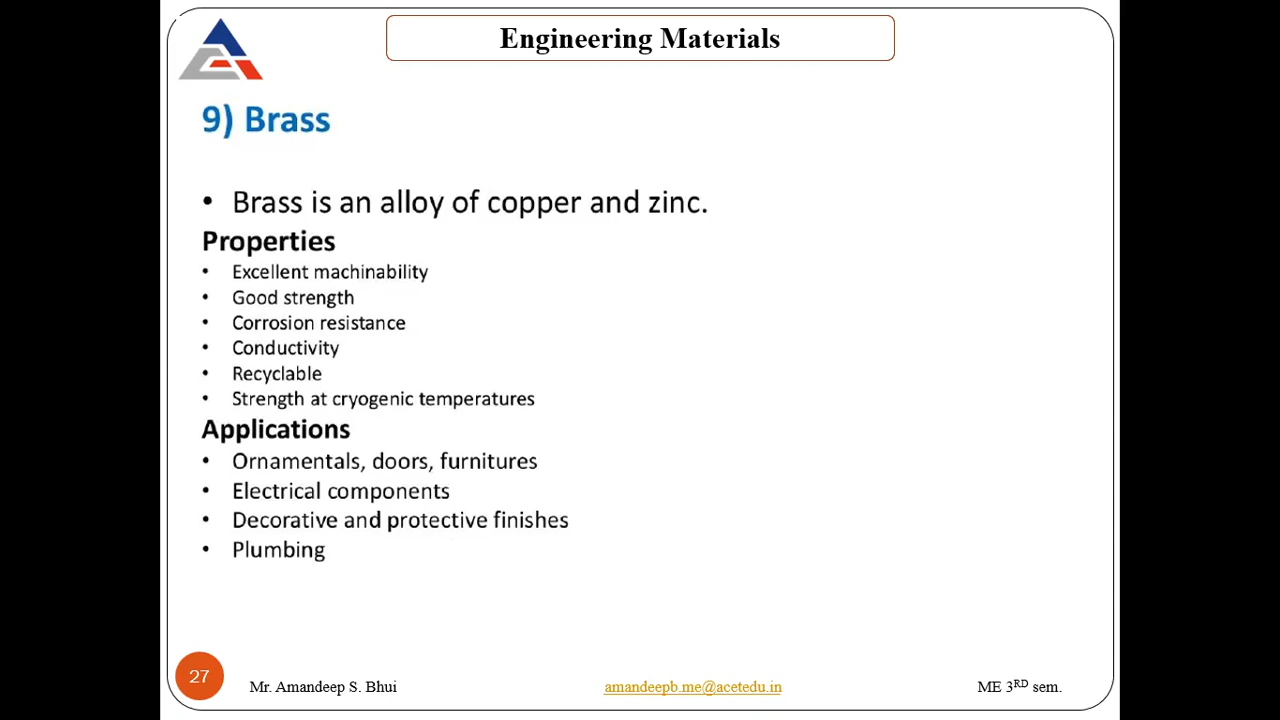 Engineering Materials
9) Brass
• Brass is an alloy of copper and zinc.
Properties
• Excellent machinability
• Good strength
• Corrosion resistance
• Conductivity
• Recyclable
• Strength at cryogenic temperatures
Applications
• Ornamentals, doors, furnitures
• Electrical components
• Decorative and protective finishes
• Plumbing
27 Mr. Amandeep S. Bhui amandeepb.me@acetedu.in ME 3RD sem.